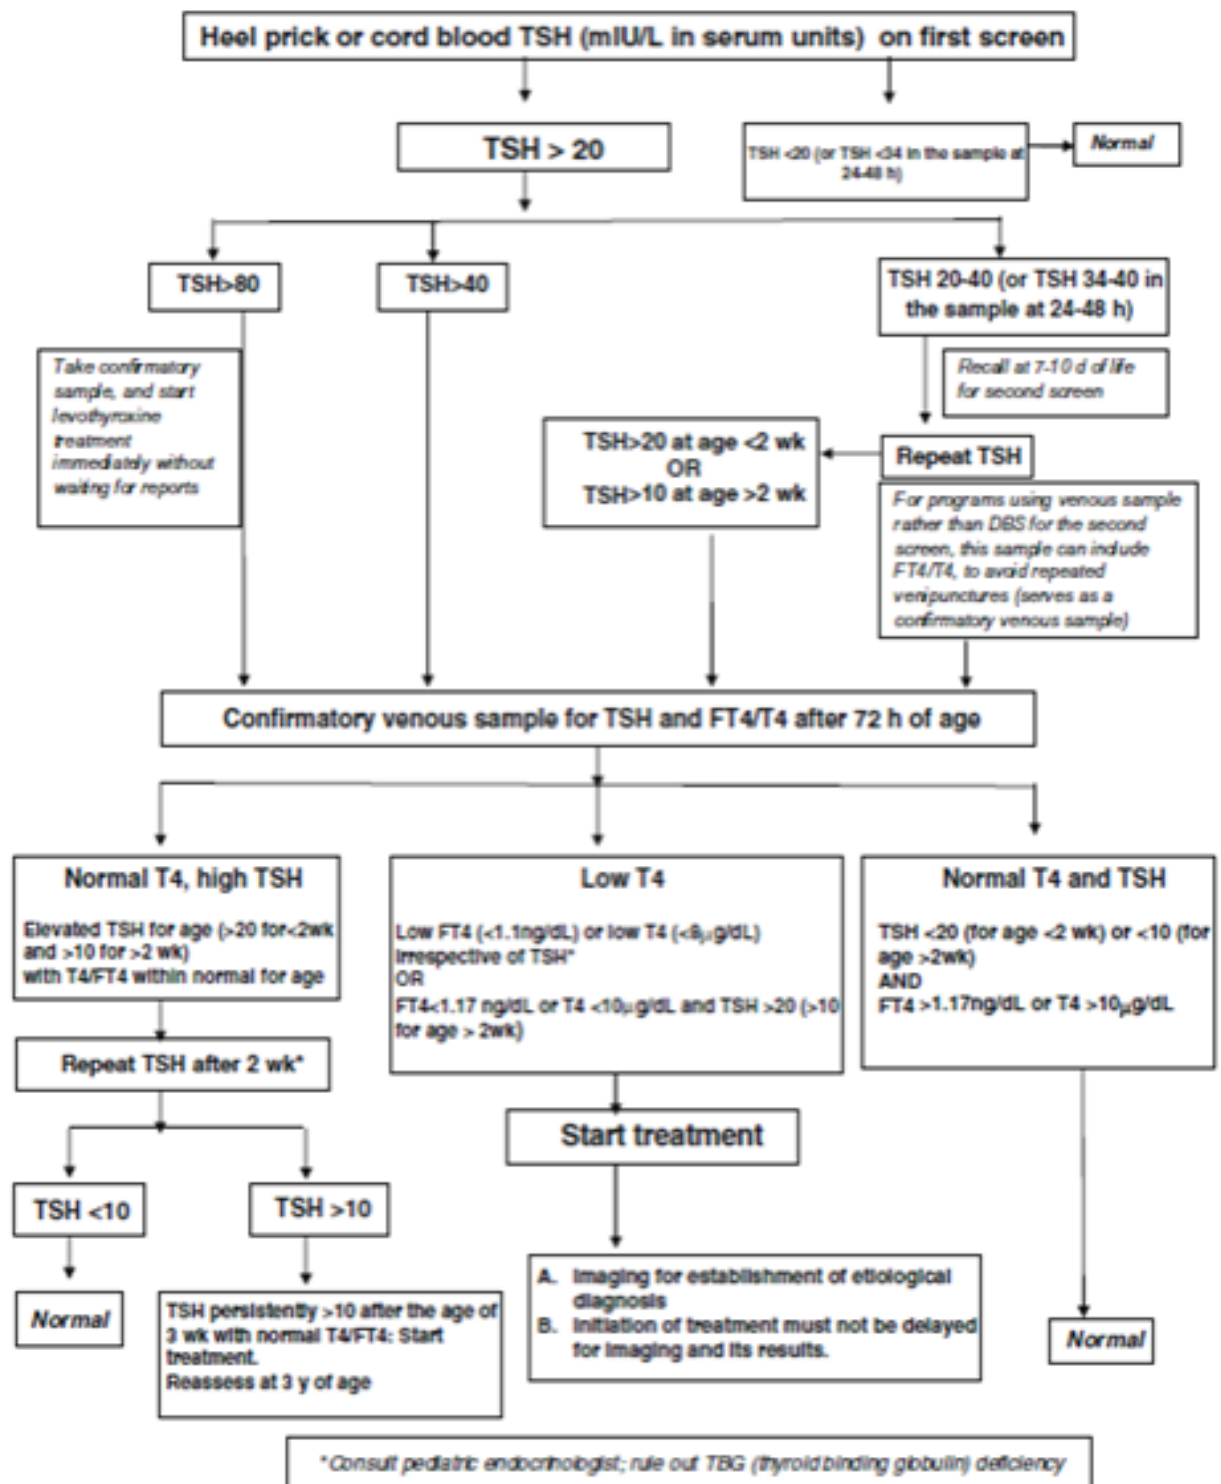 Heel prick or cord blood TSH (mIU/L in serum units) on first screen
TSH > 20
TSH <20 (or TSH <34 in the sample at
24-48 h)
Normal
TSH>80
TSH>40
TSH 20-40 (or TSH 34-40 in
the sample at 24-48 h)
Take confirmatory
sample, and start
levothyroxine
treatment
immediately without
waiting for reports
Recall at 7-10 d of life
for second screen
TSH>20 at age <2 wk
OR
TSH>10 at age >2 wk
Repeat TSH
For programs using venous sample
rather than DBS for the second
screen, this sample can include
FT4/T4, to avoid repeated
venipunctures (serves as a
confirmatory venous sample)
Confirmatory venous sample for TSH and FT4/T4 after 72 h of age
Normal T4, high TSH
Elevated TSH for age (>20 for<2wk
and >10 for >2 wk)
with T4/FT4 within normal for age
Low T4
Low FT4 (<1.1ng/dL) or low T4 (<8µg/dL)
Irrespective of TSH*
OR
FT4<1.17 ng/dL or T4 <10µg/dL and TSH >20 (>10
for age > 2wk)
Normal T4 and TSH
TSH <20 (for age <2 wk) or <10 (for
age >2wk)
AND
FT4 >1.17ng/dL or T4 >10µg/dL
Repeat TSH after 2 wk*
Start treatment
TSH <10
TSH >10
Normal
TSH persistently >10 after the age of
3 wk with normal T4/FT4: Start
treatment.
Reassess at 3 y of age
A. Imaging for establishment of etiological
diagnosis
B. Initiation of treatment must not be delayed
for imaging and its results.
Normal
*Consult pediatric endocrinologist; rule out TBG (thyroid binding globulin) deficiency